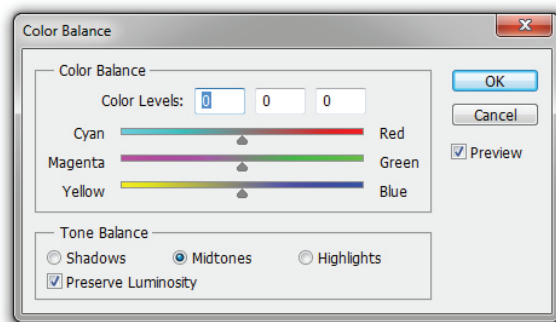 Color Balance
Color Balance
Color Levels: 0 0 0
Cyan Red
Magenta Green
Yellow Blue
Tone Balance
Shadows Midtones Highlights
Preserve Luminosity
OK
Cancel
Preview